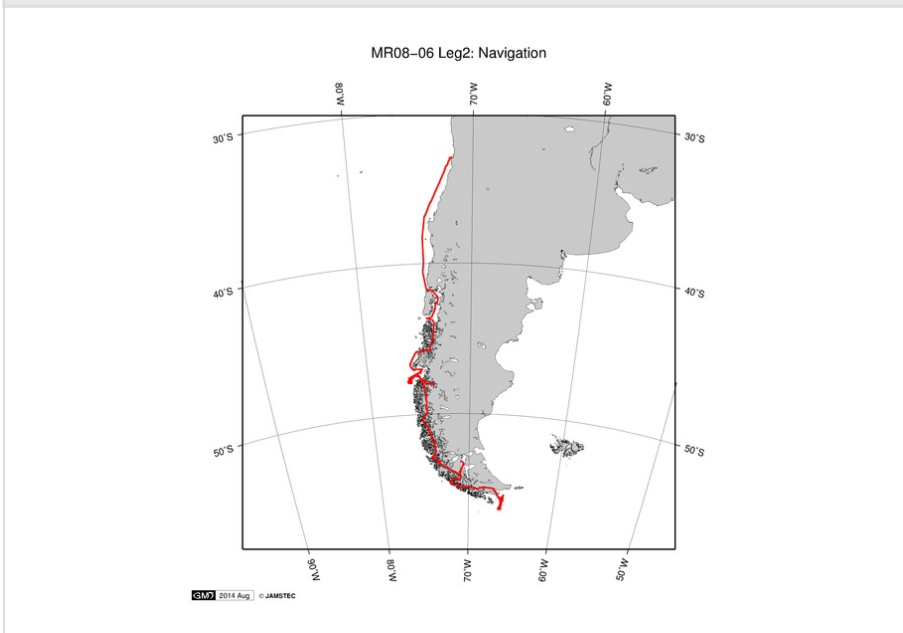 MR08−06 Leg2: Navigation
80˚W 70˚W 60˚W
30˚S 30˚S
40˚S 40˚S
50˚S 50˚S
90˚W 80˚W 70˚W 60˚W 50˚W
GMD 2014 Aug © JAMSTEC